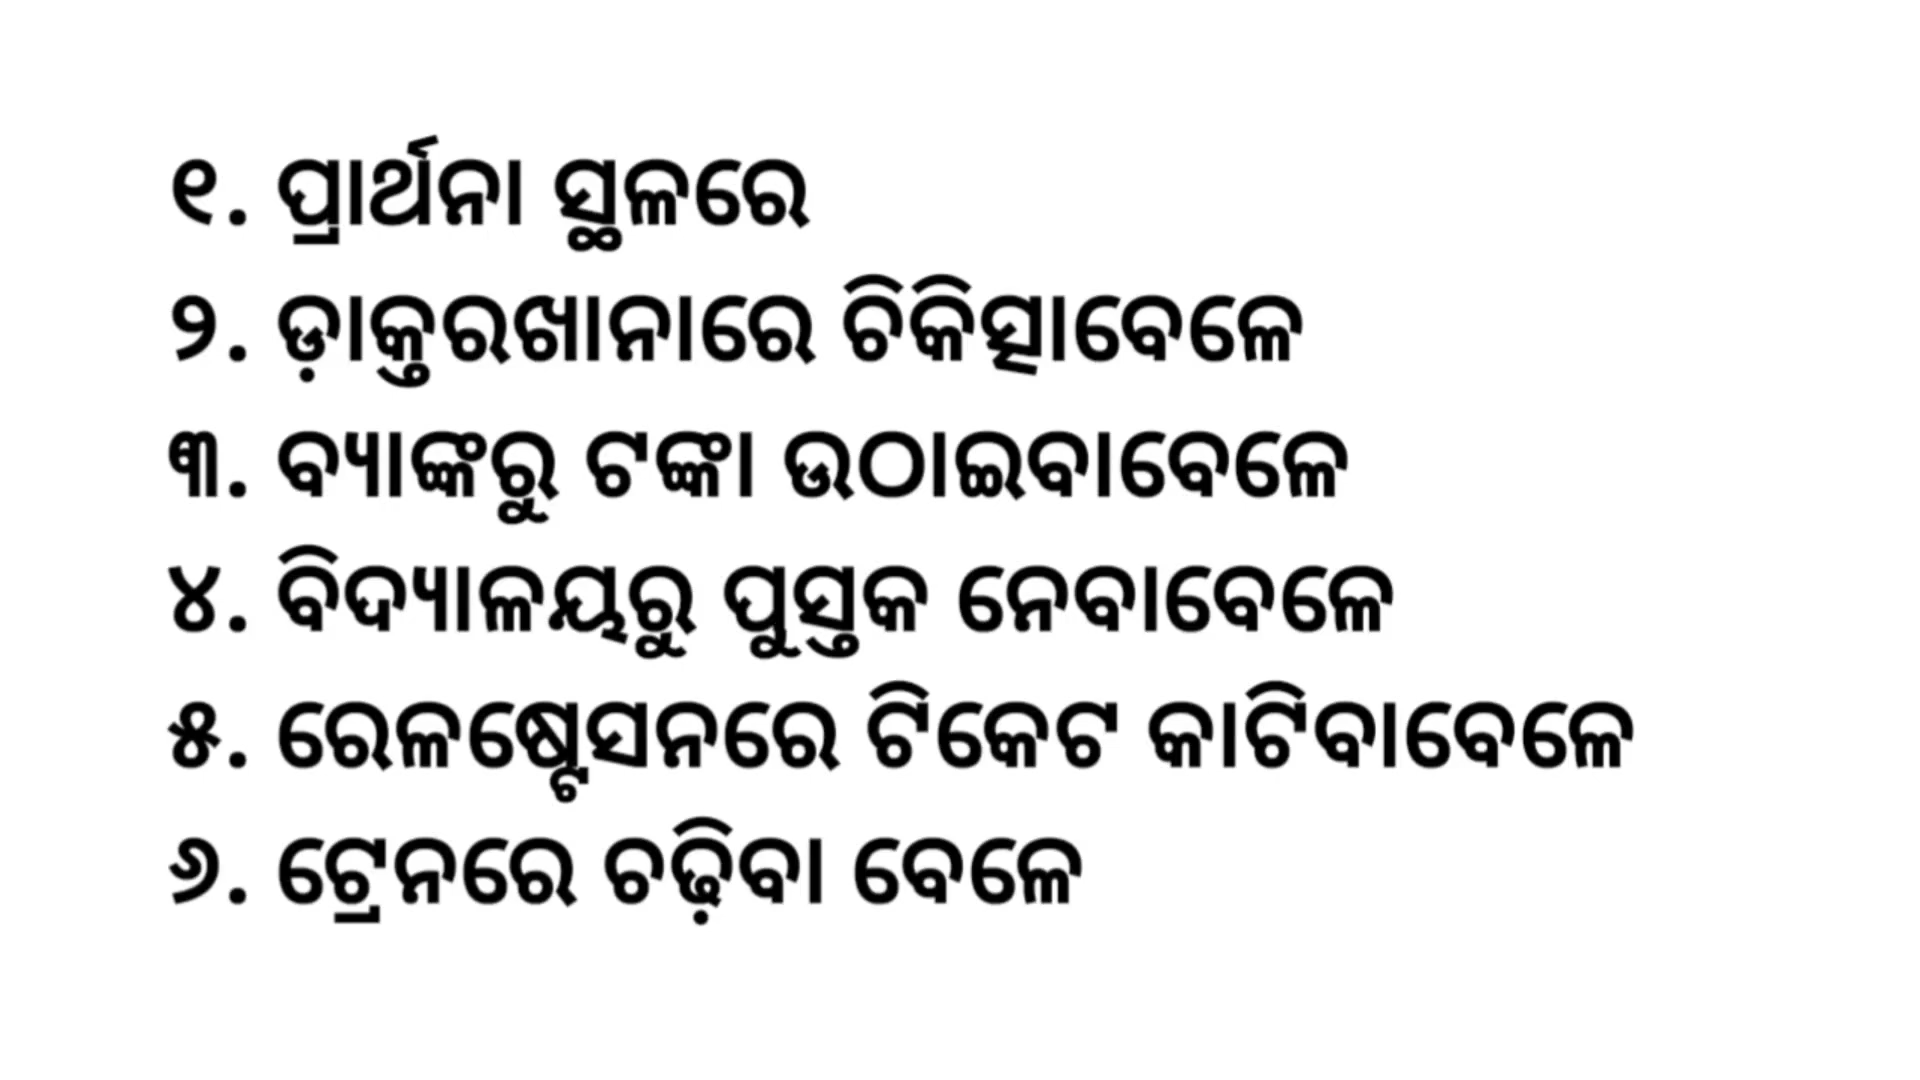 ୧. ପ୍ରାର୍ଥନା ସ୍ଥଳରେ
୨. ଡ଼ାକ୍ତରଖାନାରେ ଚିକିତ୍ସାବେଳେ
୩. ବ୍ୟାଙ୍କରୁ ଟଙ୍କା ଉଠାଇବାବେଳେ
୪. ବିଦ୍ୟାଳୟରୁ ପୁସ୍ତକ ନେବାବେଳେ
୫. ରେଳଷ୍ଟେସନରେ ଟିକେଟ କାଟିବାବେଳେ
୬. ଟ୍ରେନରେ ଚଢ଼ିବା ବେଳେ